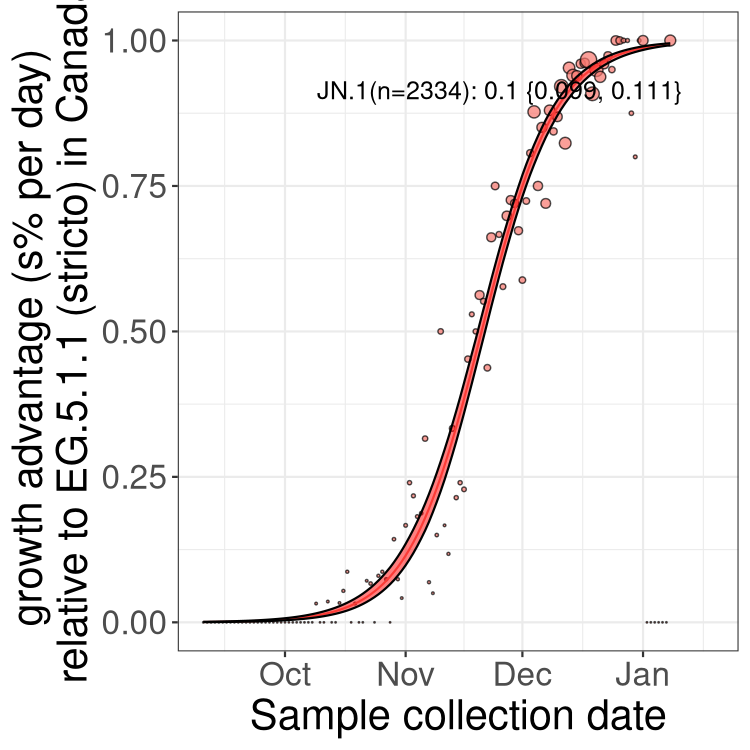 growth advantage (s% per day)
relative to EG.5.1.1 (stricto) in Canada
1.00
0.75
0.50
0.25
0.00
JN.1(n=2334): 0.1 {0.099, 0.111}
Oct Nov Dec Jan
Sample collection date